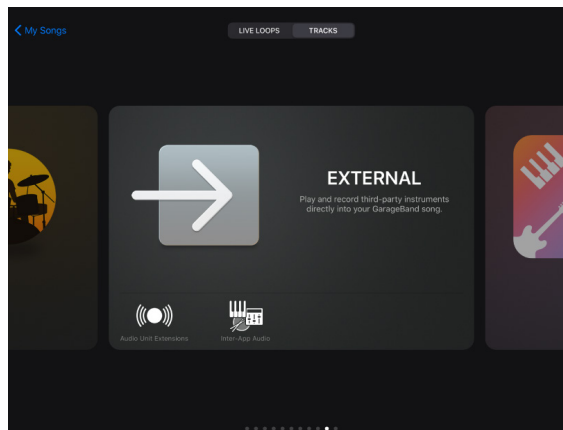 My Songs
LIVE LOOPS
TRACKS
EXTERNAL
Play and record third-party instruments
directly into your GarageBand song.
Audio Unit Extensions
Inter-App Audio